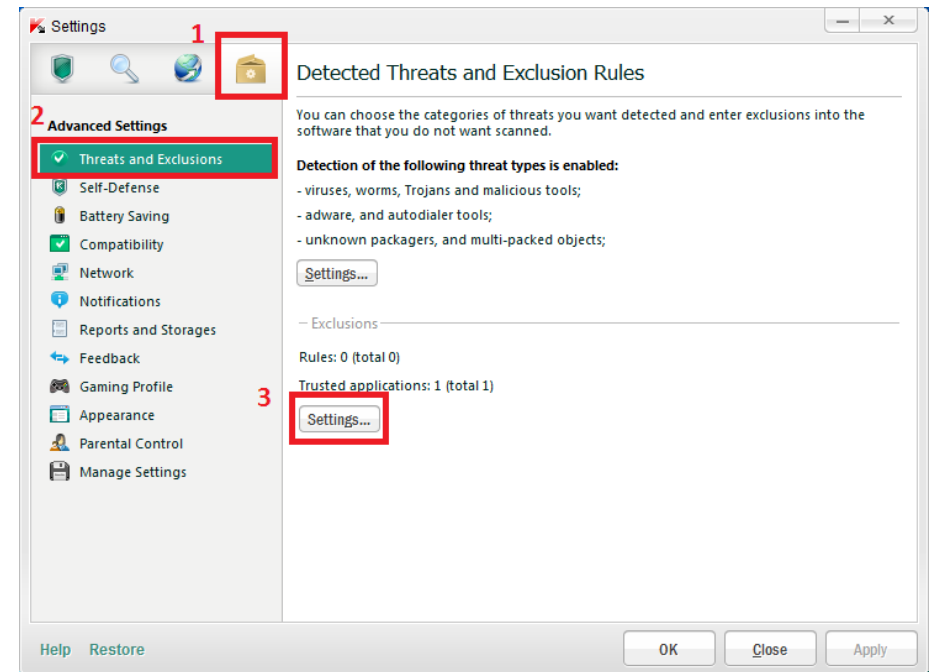 Settings
1
Detected Threats and Exclusion Rules
2
Advanced Settings
Threats and Exclusions
Self-Defense
Battery Saving
Compatibility
Network
Notifications
Reports and Storages
Feedback
Gaming Profile
Appearance
Parental Control
Manage Settings
You can choose the categories of threats you want detected and enter exclusions into the
software that you do not want scanned.
Detection of the following threat types is enabled:
- viruses, worms, Trojans and malicious tools;
- adware, and autodialer tools;
- unknown packagers, and multi-packed objects;
Settings...
Exclusions
Rules: 0 (total 0)
Trusted applications: 1 (total 1)
3
Settings...
Help Restore
OK Close Apply